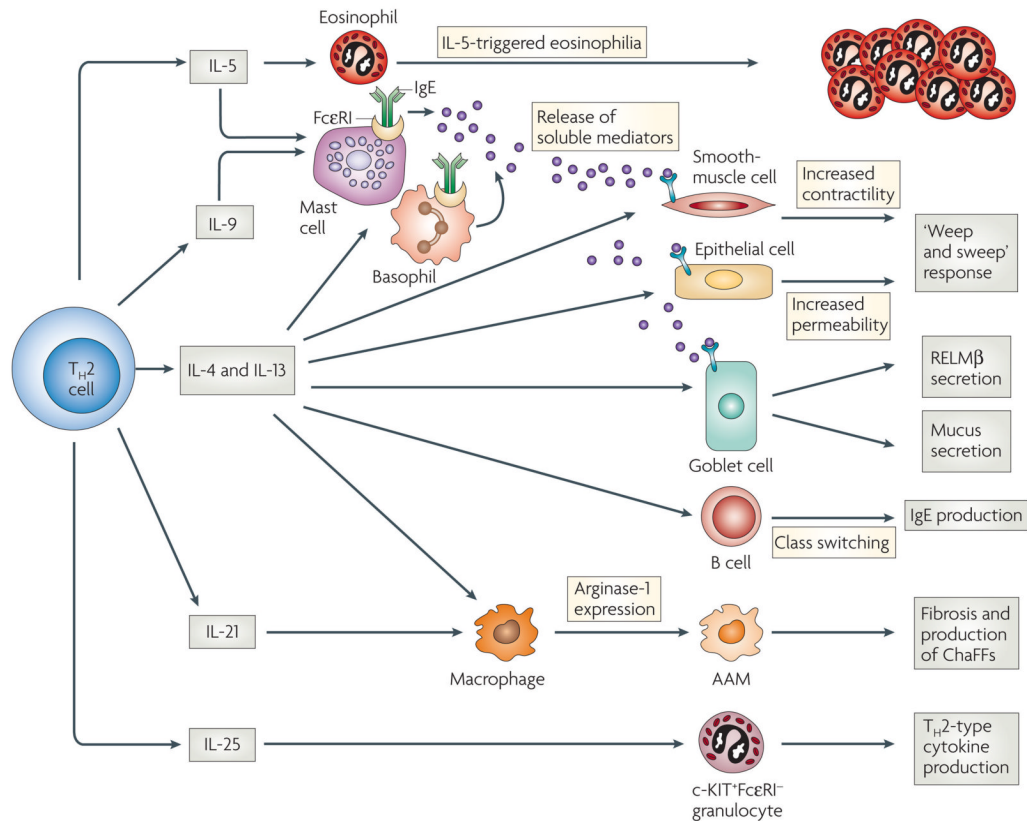 Eosinophil
IL-5-triggered eosinophilia
IL-5
IgE
FcεRI
Release of
soluble mediators
Smooth-
muscle cell
Increased
contractility
Mast
cell
IL-9
Basophil
Epithelial cell
'Weep
and sweep'
response
Increased
permeability
TH2
cell
IL-4 and IL-13
RELMβ
secretion
Mucus
secretion
Goblet cell
B cell
Class switching
IgE production
IL-21
Macrophage
Arginase-1
expression
AAM
Fibrosis and
production
of ChaFFs
IL-25
c-KIT⁺FcεRI⁻
granulocyte
TH2-type
cytokine
production